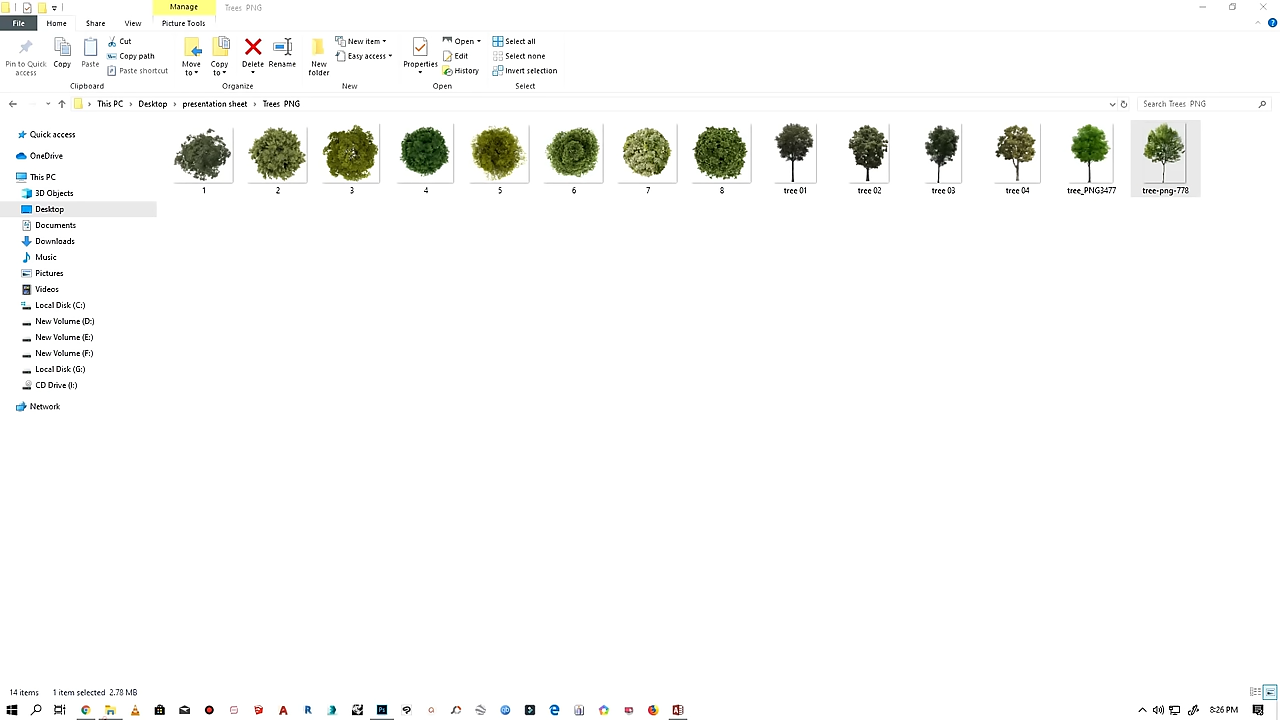 Manage
Trees PNG
File
Home
Share
View
Picture Tools
Pin to Quick access
Copy
Paste
Cut
Copy path
Paste shortcut
Clipboard
Move to
Copy to
Delete
Rename
Organize
New folder
New item
Easy access
New
Properties
Open
Edit
History
Open
Select all
Select none
Invert selection
Select
This PC > Desktop > presentation sheet > Trees PNG
Search Trees PNG
Quick access
OneDrive
This PC
3D Objects
Desktop
Documents
Downloads
Music
Pictures
Videos
Local Disk (C:)
New Volume (D:)
New Volume (E:)
New Volume (F:)
Local Disk (G:)
CD Drive (I:)
Network
1
2
3
4
5
6
7
8
tree 01
tree 02
tree 03
tree 04
tree_PNG3477
tree-png-778
14 items
1 item selected 2.78 MB
8:26 PM